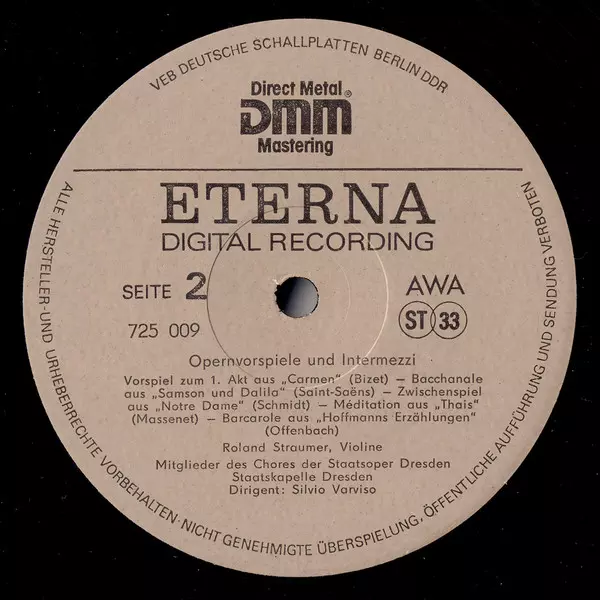 VEB DEUTSCHE SCHALLPLATTEN BERLIN DDR
Direct Metal
DMM®
Mastering
ETERNA
DIGITAL RECORDING
SEITE 2
AWA
725 009
ST 33
Opernvorspiele und Intermezzi
Vorspiel zum 1. Akt aus „Carmen“ (Bizet) — Bacchanale
aus „Samson und Dalila“ (Saint-Saëns) — Zwischenspiel
aus „Notre Dame“ (Schmidt) — Méditation aus „Thais“
(Massenet) — Barcarole aus „Hoffmanns Erzählungen“
(Offenbach)
Roland Straumer, Violine
Mitglieder des Chores der Staatsoper Dresden
Staatskapelle Dresden
Dirigent: Silvio Varviso
ALLE HERSTELLER-UND URHEBERRECHTE VORBEHALTEN·NICHT GENEHMIGTE ÜBERSPIELUNG, ÖFFENTLICHE AUFFÜHRUNG UND SENDUNG VERBOTEN